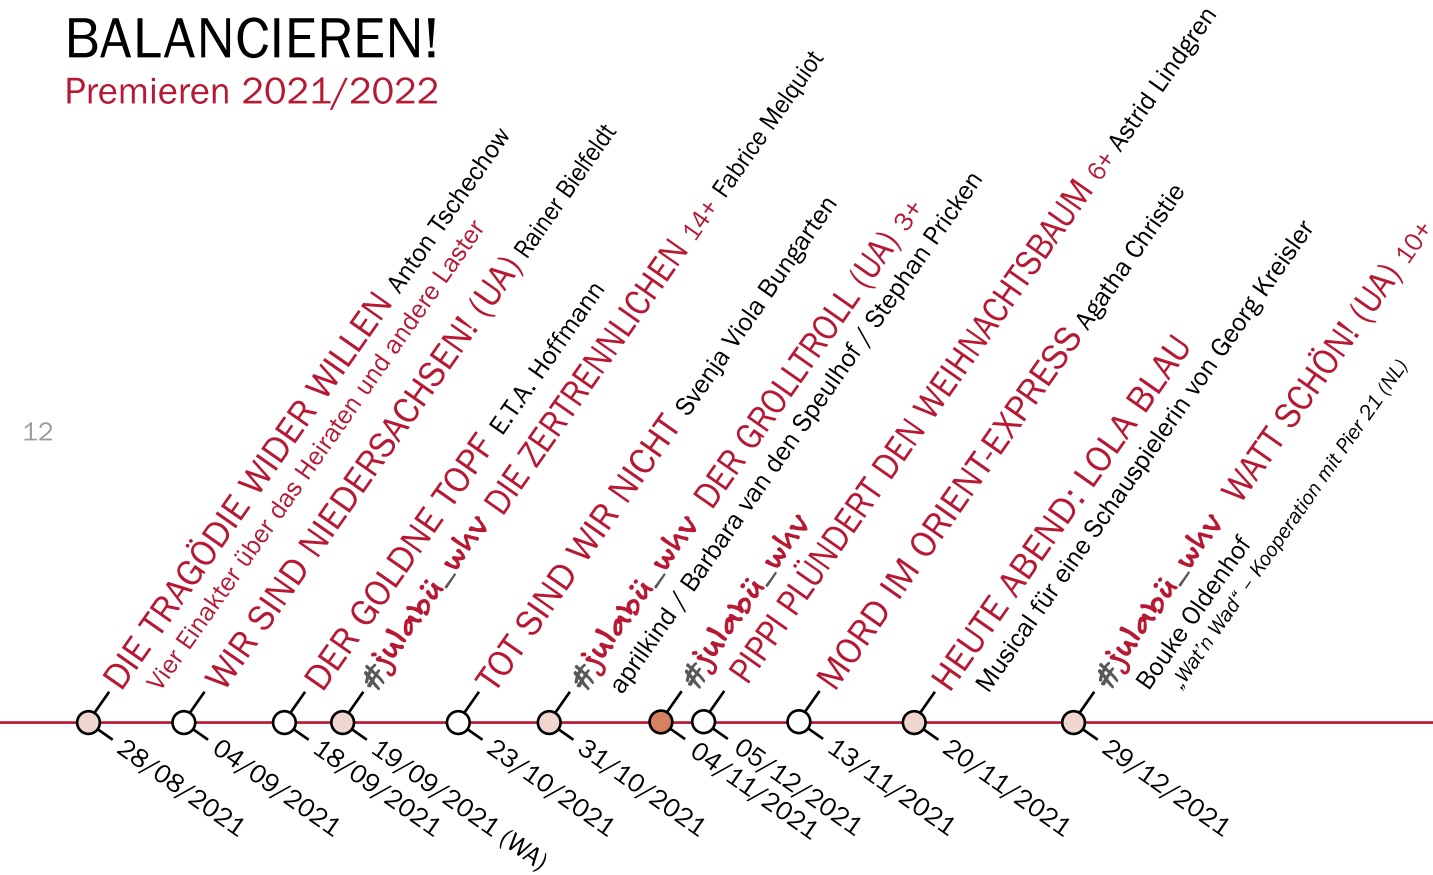 BALANCIEREN!
Premieren 2021/2022
12
DIE TRAGÖDIE WIDER WILLEN Anton Tschechow
Vier Einakter über das Heiraten und andere Laster
28/08/2021
WIR SIND NIEDERSACHSEN! (UA) Rainer Bielfeldt
04/09/2021
DER GOLDNE TOPF E.T.A. Hoffmann
18/09/2021
#julabü_whv DIE ZERTRENNLICHEN 14+ Fabrice Melquiot
19/09/2021 (WA)
TOT SIND WIR NICHT Svenja Viola Bungarten
23/10/2021
#julabü_whv DER GROLLTROLL (UA) 3+
aprilkind / Barbara van den Speulhof / Stephan Pricken
31/10/2021
#julabü_whv
04/11/2021
PIPPI PLÜNDERT DEN WEIHNACHTSBAUM 6+ Astrid Lindgren
05/12/2021
MORD IM ORIENT-EXPRESS Agatha Christie
13/11/2021
HEUTE ABEND: LOLA BLAU
Musical für eine Schauspielerin von Georg Kreisler
20/11/2021
#julabü_whv WATT SCHÖN! (UA) 10+
Bouke Oldenhof
„Wat’n Wad“ – Kooperation mit Pier 21 (NL)
29/12/2021